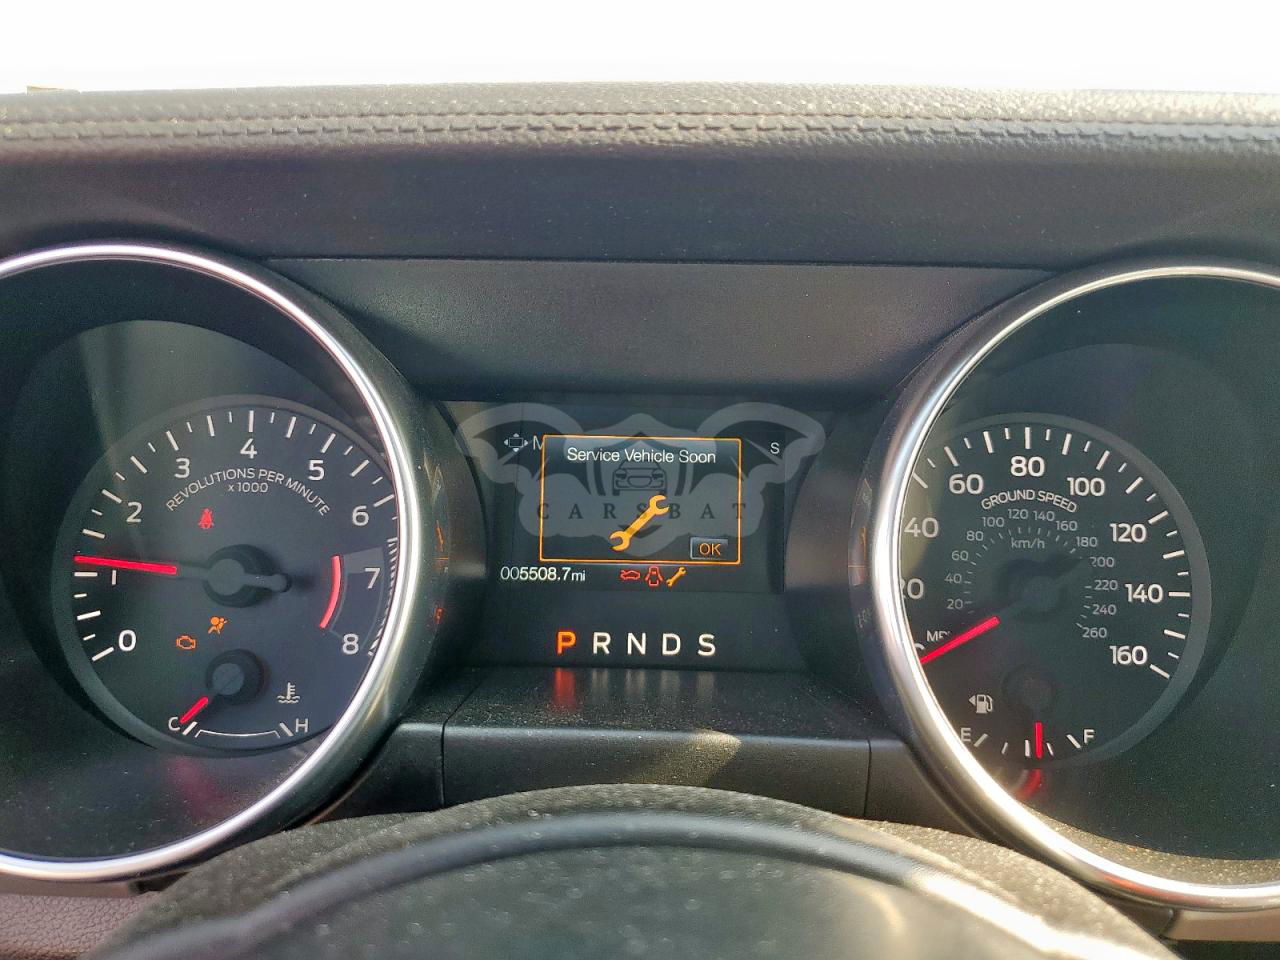 4
3 5
REVOLUTIONS PER MINUTE
x1000
2 6
1 7
0 8
C H
M
Service Vehicle Soon
S
CARSBAT
OK
005508.7mi
P R N D S
80
60 100
GROUND SPEED
120 140
100 160
40 120
80 180
km/h
60 200
20 40 220 140
20 240
260
160
E F